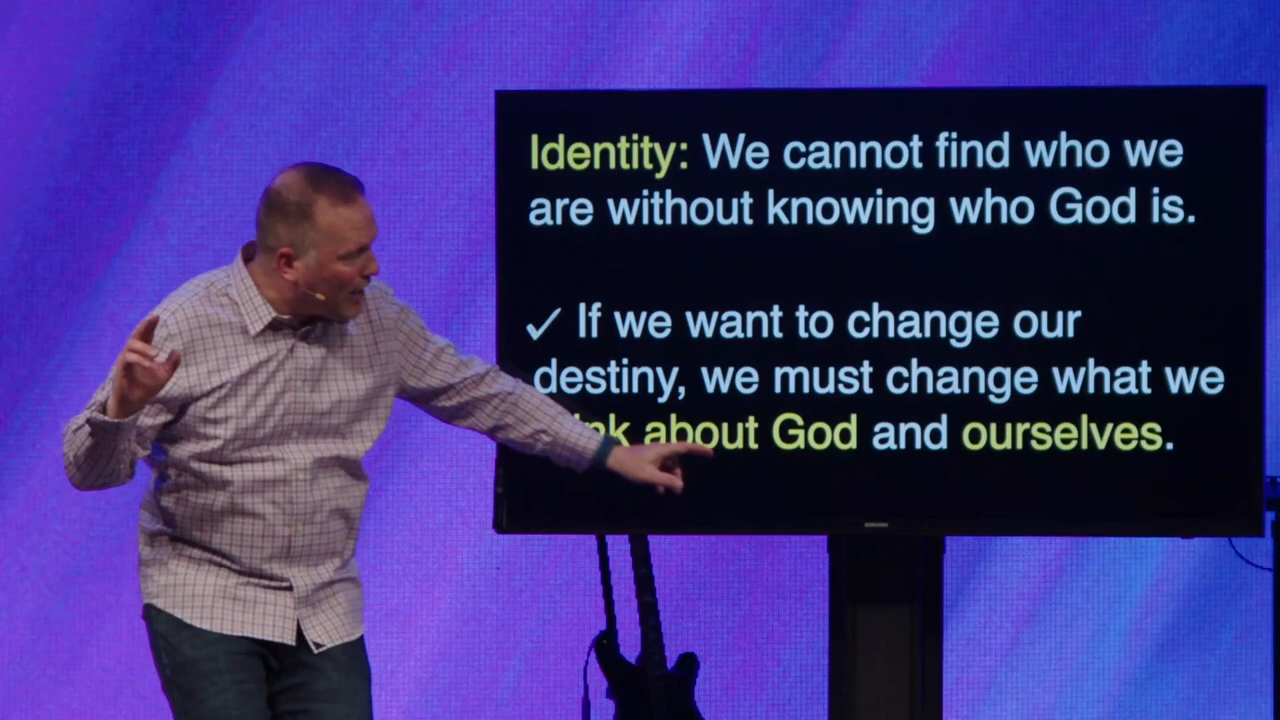 Identity: We cannot find who we
are without knowing who God is.
✓ If we want to change our
destiny, we must change what we
about God and ourselves.
SAMSUNG